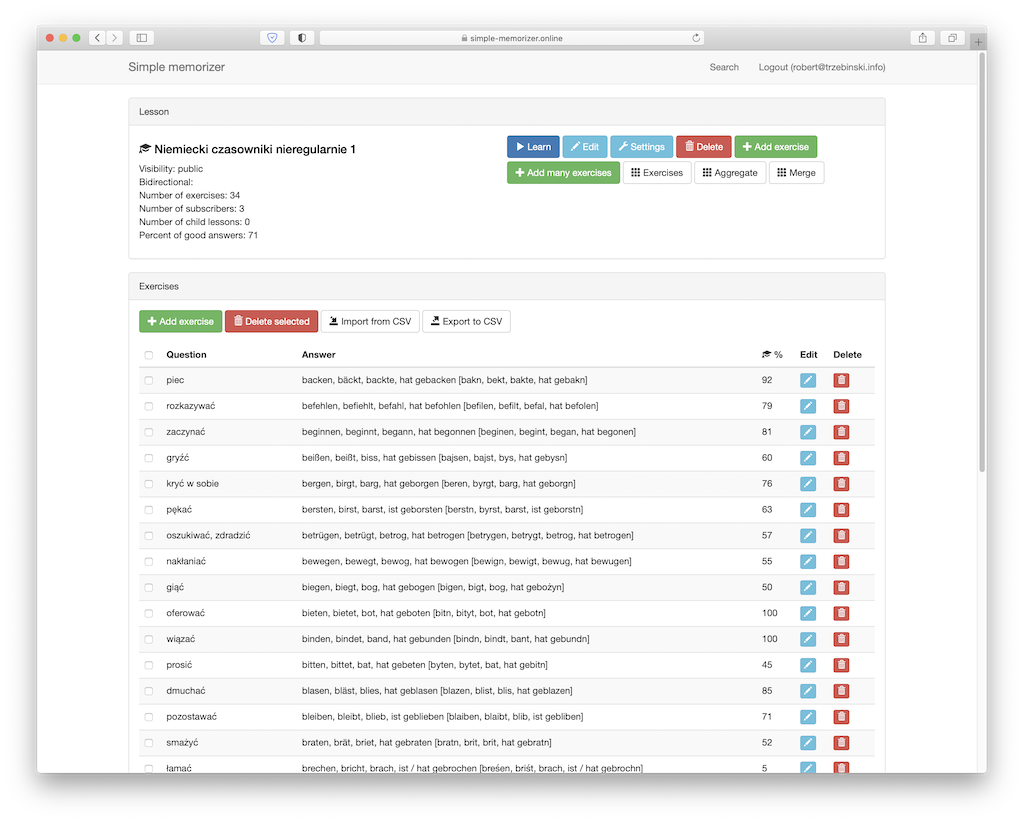 simple-memorizer.online
Simple memorizer Search Logout (robert@trzebinski.info)
Lesson
Niemiecki czasowniki nieregularnie 1
Visibility: public
Bidirectional:
Number of exercises: 34
Number of subscribers: 3
Number of child lessons: 0
Percent of good answers: 71
Learn Edit Settings Delete Add exercise
Add many exercises Exercises Aggregate Merge
Exercises
Add exercise Delete selected Import from CSV Export to CSV
Question Answer % Edit Delete
piec backen, bäckt, backte, hat gebacken [bakn, bekt, bakte, hat gebakn] 92
rozkazywać befehlen, befiehlt, befahl, hat befohlen [befilen, befilt, befal, hat befolen] 79
zaczynać beginnen, beginnt, begann, hat begonnen [beginen, begint, began, hat begonen] 81
gryźć beißen, beißt, biss, hat gebissen [bajsen, bajst, bys, hat gebysn] 60
kryć w sobie bergen, birgt, barg, hat geborgen [beren, byrgt, barg, hat geborgn] 76
pękać bersten, birst, barst, ist geborsten [berstn, byrst, barst, ist geborstn] 63
oszukiwać, zdradzić betrügen, betrügt, betrog, hat betrogen [betrygen, betrygt, betrog, hat betrogen] 57
nakłaniać bewegen, bewegt, bewog, hat bewogen [bewign, bewigt, bewug, hat bewugen] 55
giąć biegen, biegt, bog, hat gebogen [bigen, bigt, bog, hat gebożyn] 50
oferować bieten, bietet, bot, hat geboten [bitn, bityt, bot, hat gebotn] 100
wiązać binden, bindet, band, hat gebunden [bindn, bindt, bant, hat gebundn] 100
prosić bitten, bittet, bat, hat gebeten [byten, bytet, bat, hat gebitn] 45
dmuchać blasen, bläst, blies, hat geblasen [blazen, blist, blis, hat geblazen] 85
pozostawać bleiben, bleibt, blieb, ist geblieben [blaiben, blaibt, blib, ist gebliben] 71
smażyć braten, brät, briet, hat gebraten [bratn, brit, brit, hat gebratn] 52
łamać brechen, bricht, brach, ist / hat gebrochen [breśen, briśt, brach, ist / hat gebrochn] 5